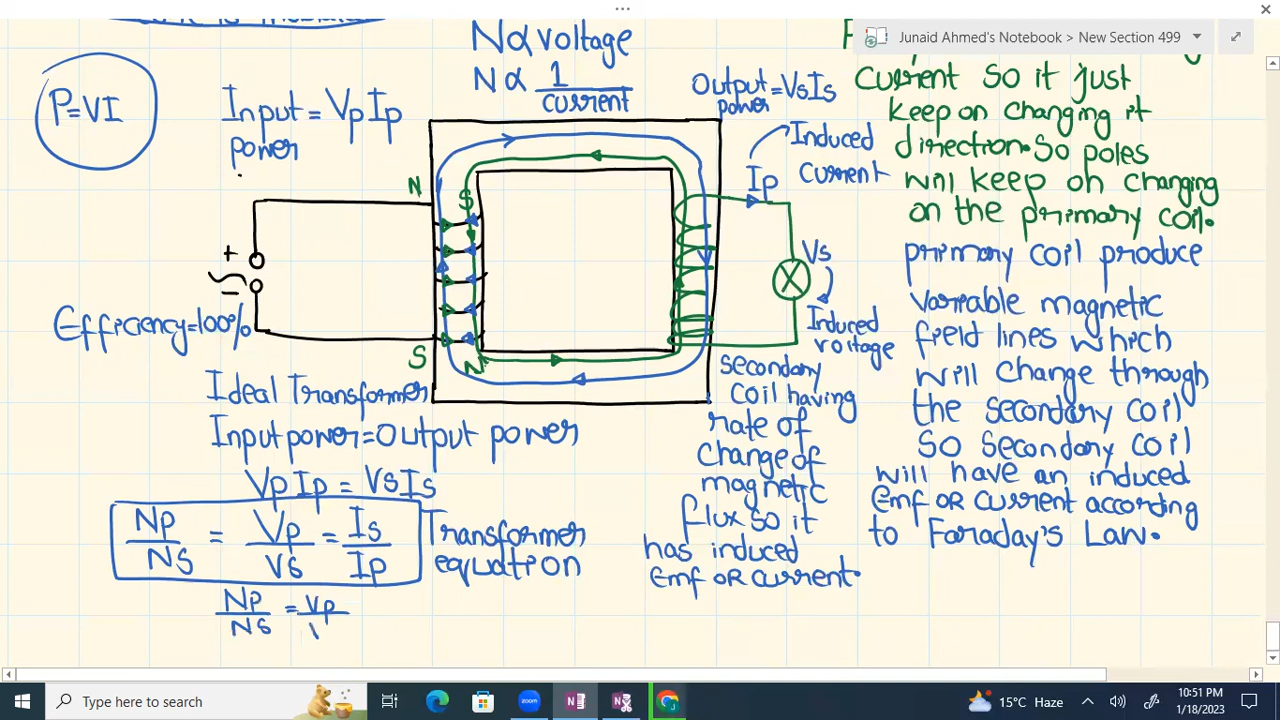 Junaid Ahmed's Notebook > New Section 499
P=VI
Input = VpIp
power
N∝ voltage
N∝ 1/current
Output = VsIs
power
Induced
Current
Ip
N
S
+
−
S
N
Vs
Induced
voltage
Efficiency=100%
Ideal Transformer
Input power = Output power
VpIp = VsIs
Np/Ns = Vp/Vs = Is/Ip
Transformer
equation
Np/Ns = Vp/
secondary
coil having
rate of
change of
magnetic
flux so it
has induced
Emf OR current.
Current so it just
keep on changing it
direction. So poles
will keep on changing
on the primary coil.
primary coil produce
Variable magnetic
field lines which
will change through
the secondary coil
So Secondary coil
will have an induced
Emf OR current according
to Faraday's Law.
Type here to search
15°C Haze
10:51 PM
1/18/2023